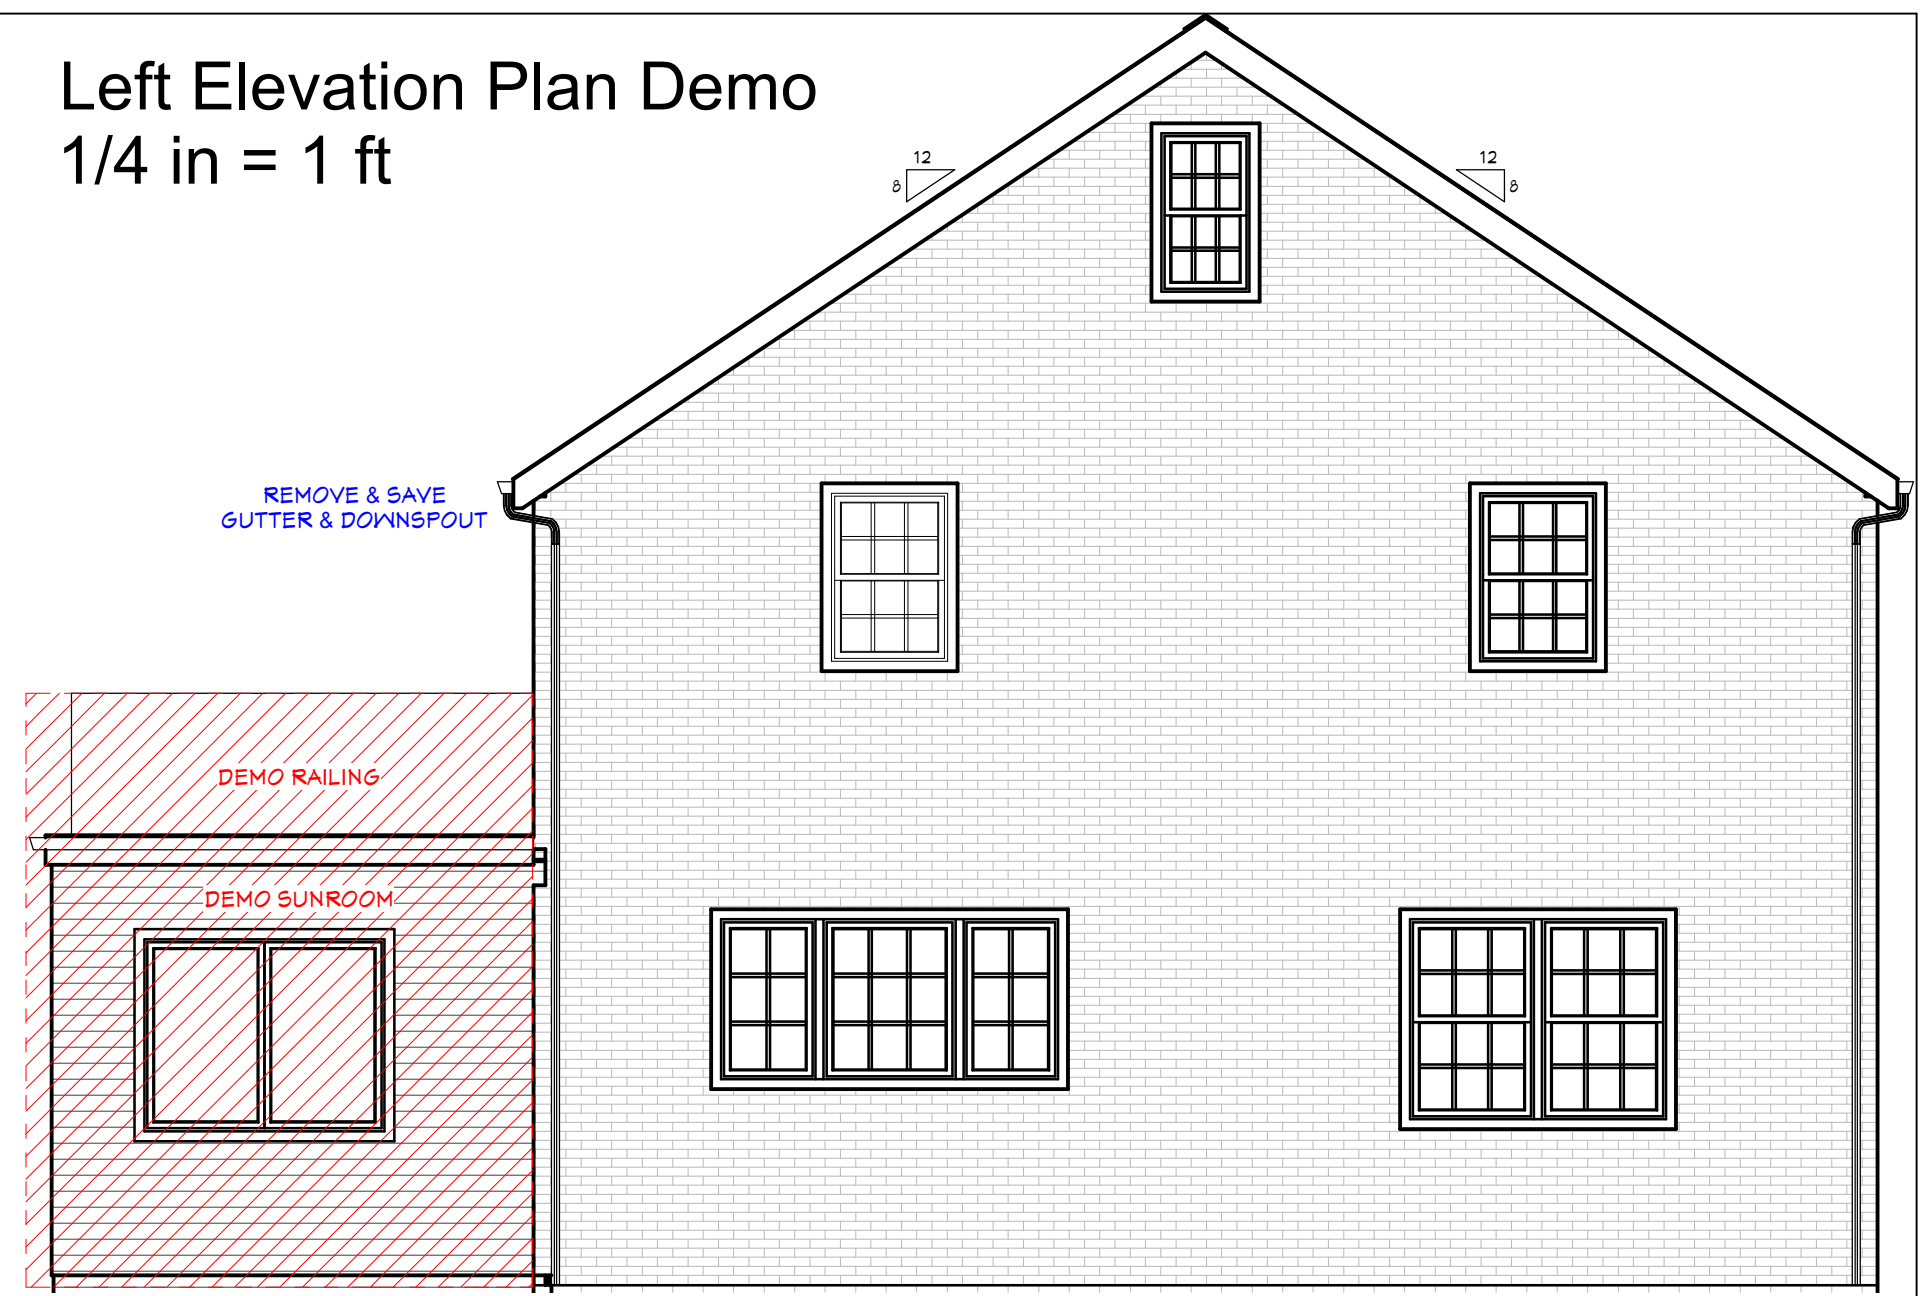 Left Elevation Plan Demo
1/4 in = 1 ft
12
8
12
8
REMOVE & SAVE
GUTTER & DOWNSPOUT
DEMO RAILING
DEMO SUNROOM